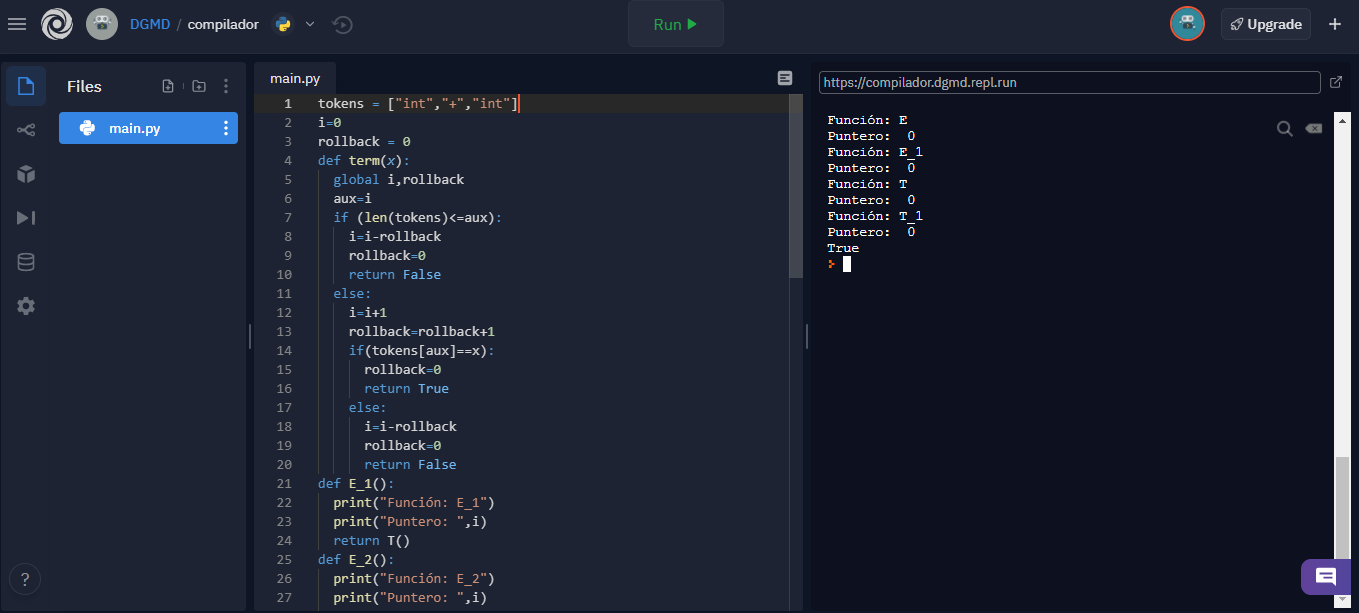 DGMD / compilador
Run
Upgrade
Files
main.py
main.py
1 tokens = ["int","+","int"]
2 i=0
3 rollback = 0
4 def term(x):
5 global i,rollback
6 aux=i
7 if (len(tokens)<=aux):
8 i=i-rollback
9 rollback=0
10 return False
11 else:
12 i=i+1
13 rollback=rollback+1
14 if(tokens[aux]==x):
15 rollback=0
16 return True
17 else:
18 i=i-rollback
19 rollback=0
20 return False
21 def E_1():
22 print("Función: E_1")
23 print("Puntero: ",i)
24 return T()
25 def E_2():
26 print("Función: E_2")
27 print("Puntero: ",i)
https://compilador.dgmd.repl.run
Función: E
Puntero:  0
Función: E_1
Puntero:  0
Función: T
Puntero:  0
Función: T_1
Puntero:  0
True
>
?